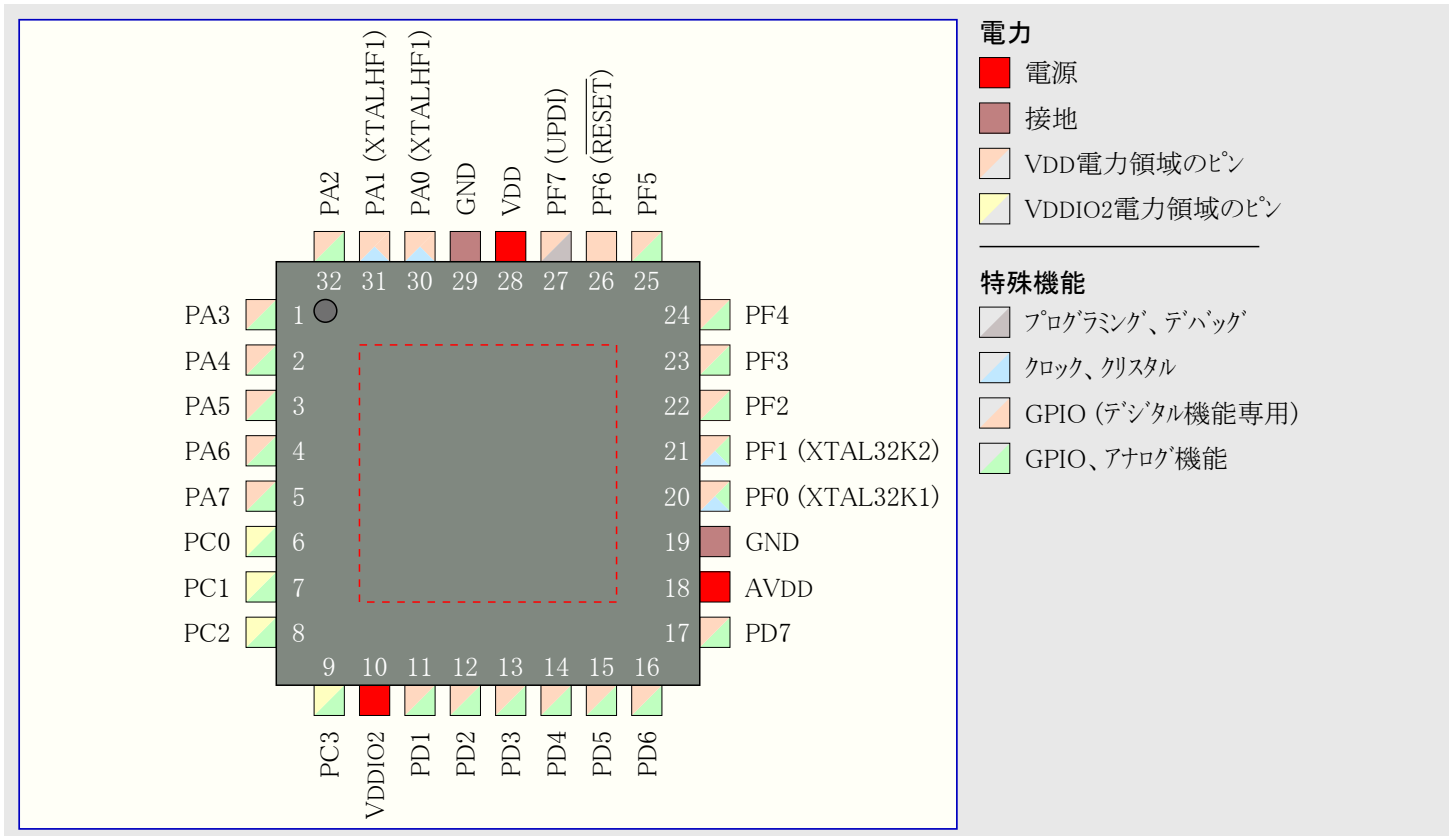 PA2
PA1 (XTALHF1)
PA0 (XTALHF1)
GND
VDD
PF7 (UPDI)
PF6 (RESET)
PF5
32 31 30 29 28 27 26 25
PA3 1
PA4 2
PA5 3
PA6 4
PA7 5
PC0 6
PC1 7
PC2 8
24 PF4
23 PF3
22 PF2
21 PF1 (XTAL32K2)
20 PF0 (XTAL32K1)
19 GND
18 AVDD
17 PD7
9 10 11 12 13 14 15 16
PC3
VDDIO2
PD1
PD2
PD3
PD4
PD5
PD6
電力
電源
接地
VDD電力領域のピン
VDDIO2電力領域のピン
特殊機能
プログラミング、デバッグ
クロック、クリスタル
GPIO (デジタル機能専用)
GPIO、アナログ機能